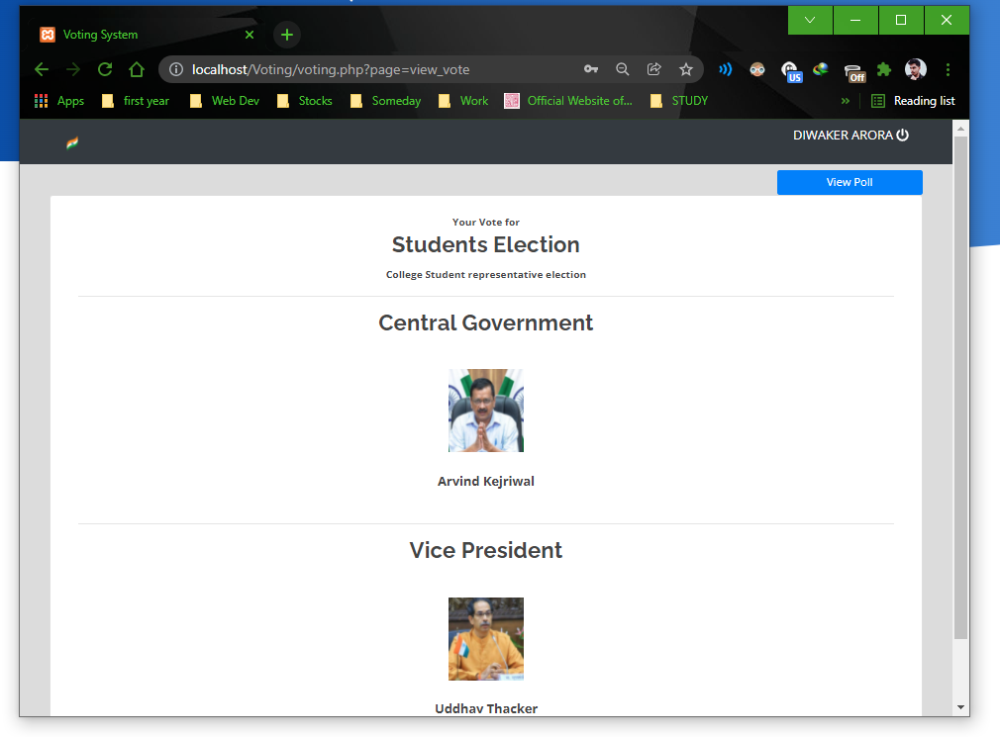 Voting System
localhost/Voting/voting.php?page=view_vote
US
Off
Apps first year Web Dev Stocks Someday Work Official Website of... STUDY » Reading list
DIWAKER ARORA
View Poll
Your Vote for
Students Election
College Student representative election
Central Government
Arvind Kejriwal
Vice President
Uddhav Thacker